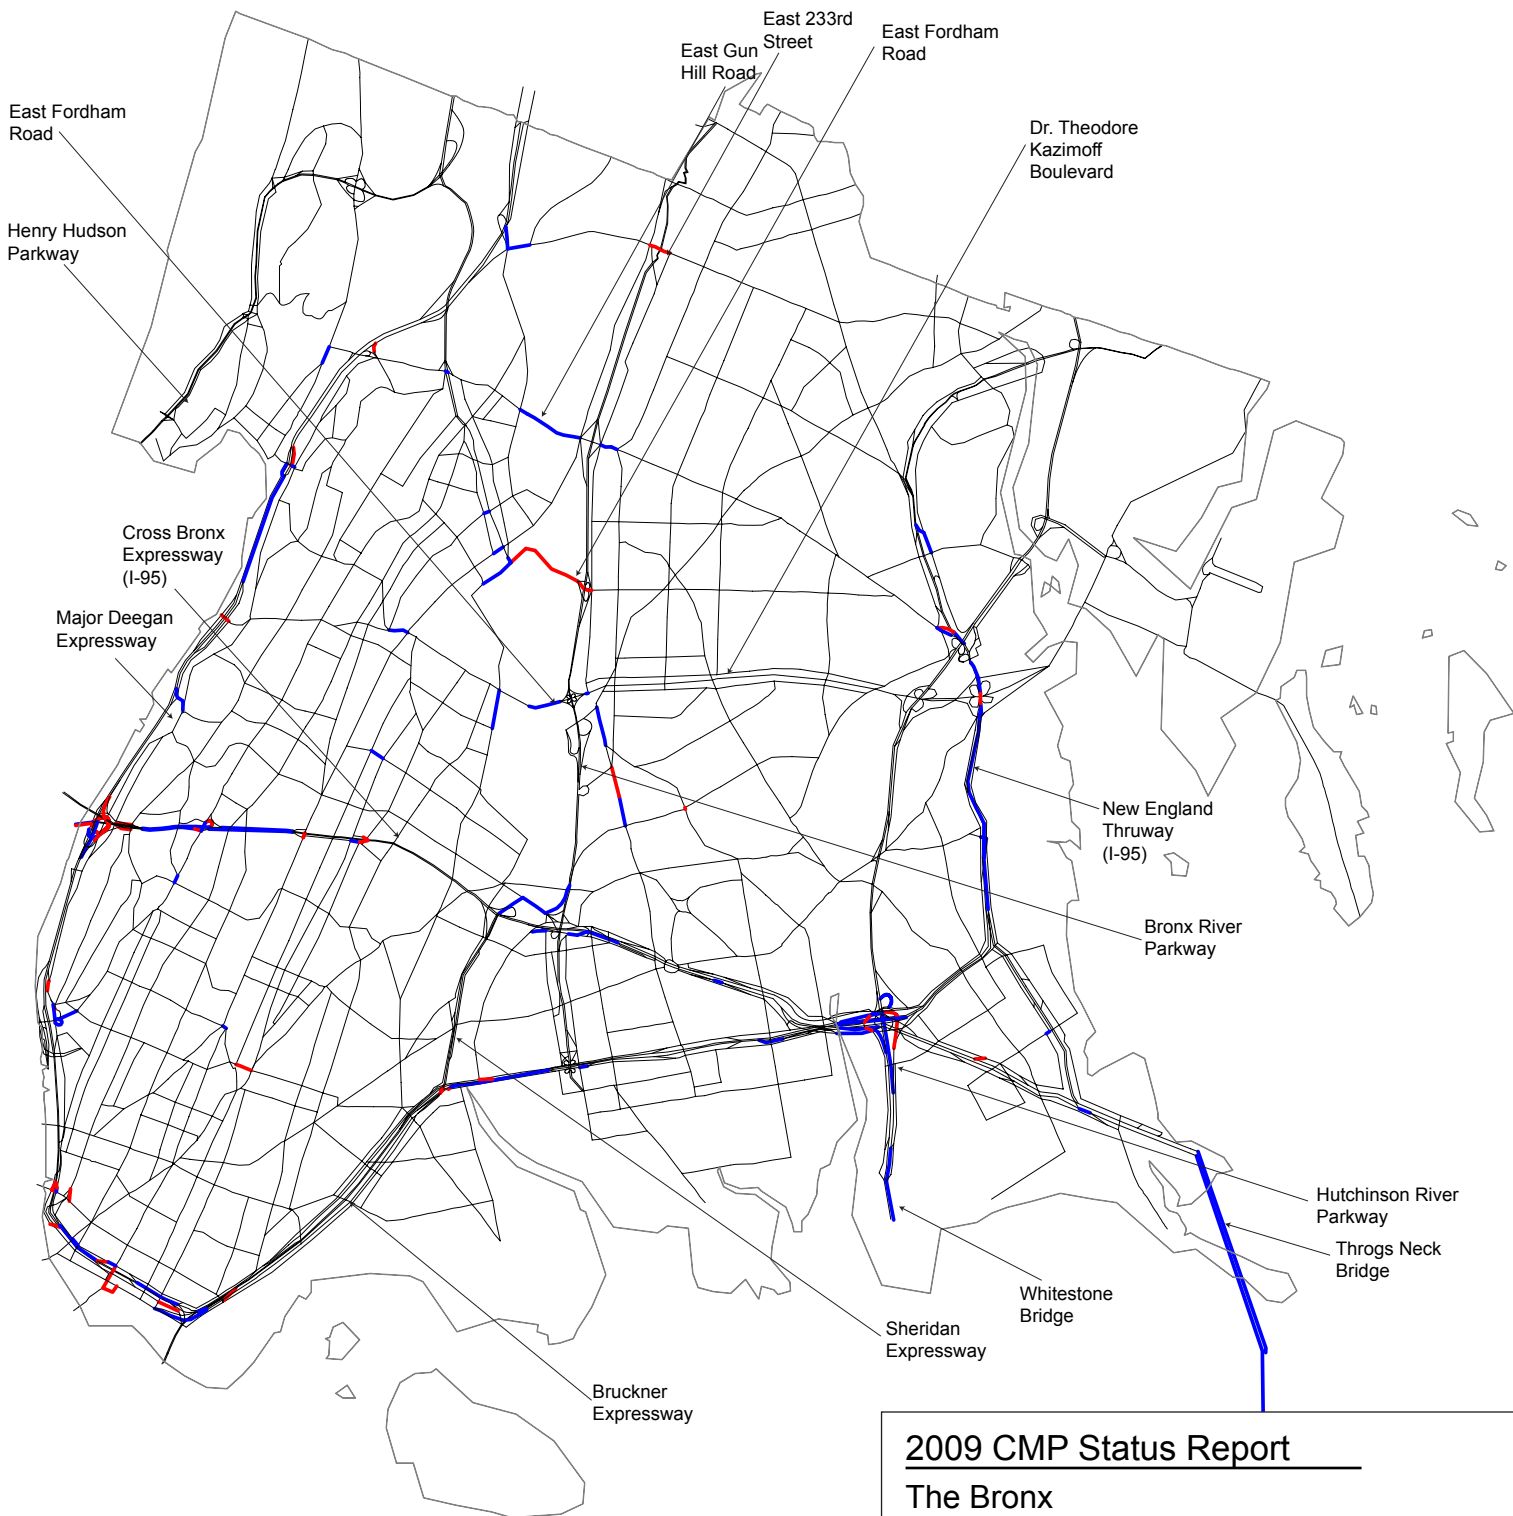 East 233rd
Street
East Gun
Hill Road
East Fordham
Road
East Fordham
Road
Dr. Theodore
Kazimoff
Boulevard
Henry Hudson
Parkway
Cross Bronx
Expressway
(I-95)
Major Deegan
Expressway
New England
Thruway
(I-95)
Bronx River
Parkway
Hutchinson River
Parkway
Throgs Neck
Bridge
Whitestone
Bridge
Sheridan
Expressway
Bruckner
Expressway
2009 CMP Status Report
The Bronx